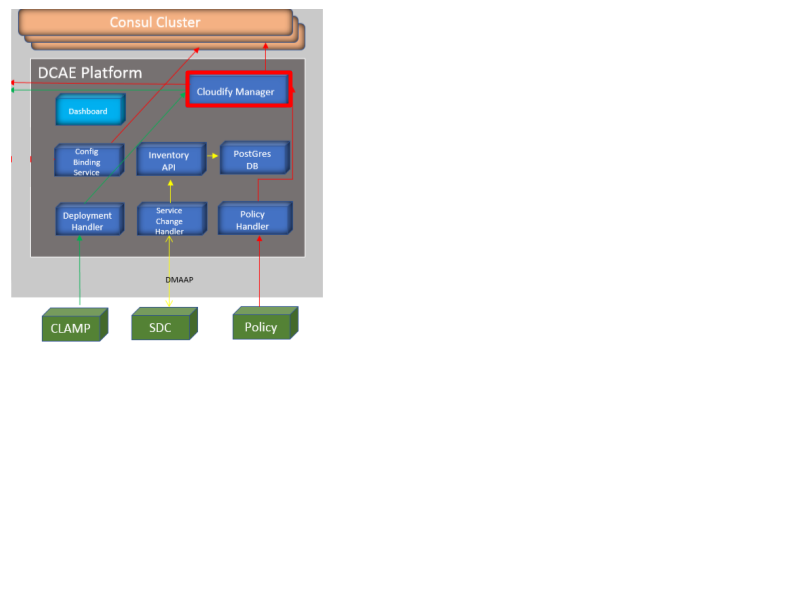 Consul Cluster
DCAE Platform
Cloudify Manager
Dashboard
Config
Binding
Service
Inventory
API
PostGres
DB
Deployment
Handler
Service
Change
Handler
Policy
Handler
DMAAP
CLAMP
SDC
Policy